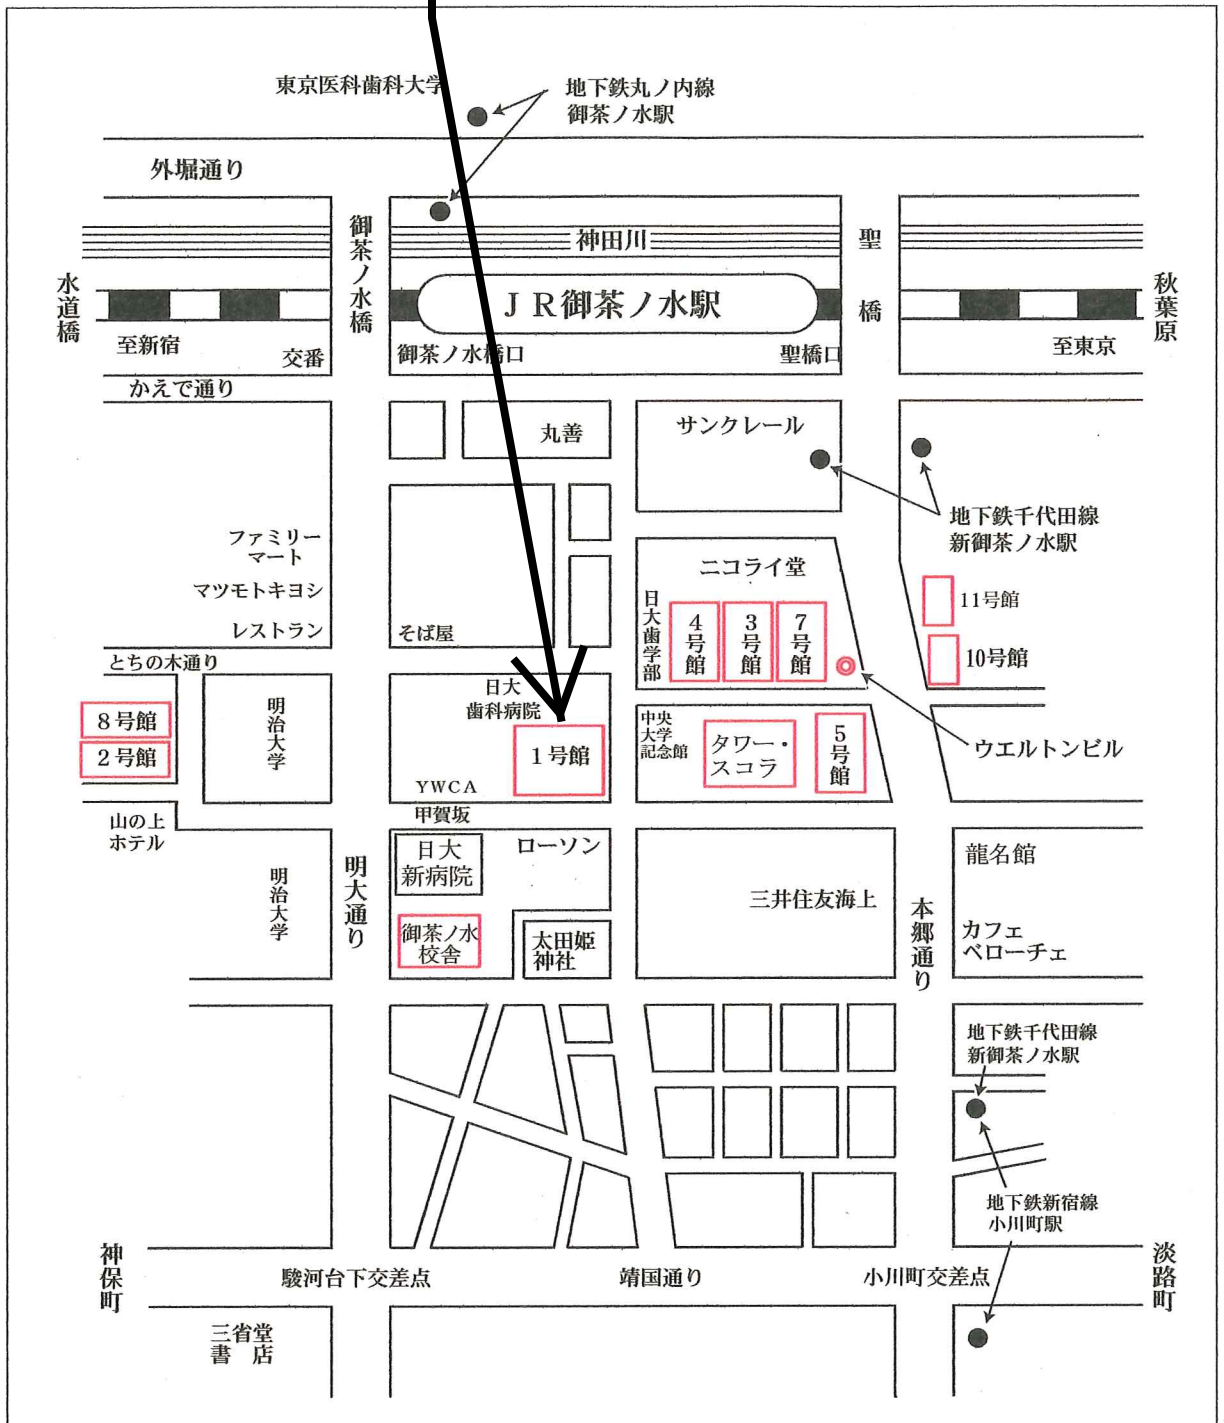 東京医科歯科大学
地下鉄丸ノ内線
御茶ノ水駅
外堀通り
御茶ノ水橋
神田川
聖橋
水道橋
JR御茶ノ水駅
秋葉原
至新宿
交番
御茶ノ水橋口
聖橋口
至東京
かえで通り
丸善
サンクレール
地下鉄千代田線
新御茶ノ水駅
ファミリー
マート
マツモトキヨシ
レストラン
そば屋
ニコライ堂
日大歯学部
4号館
3号館
7号館
11号館
10号館
とちの木通り
8号館
2号館
明治大学
日大
歯科病院
1号館
YWCA
中央
大学
記念館
タワー・
スコラ
5号館
ウエルトンビル
甲賀坂
山の上
ホテル
日大
新病院
ローソン
明治大学
明大通り
御茶ノ水
校舎
太田姫
神社
三井住友海上
本郷通り
龍名館
カフェ
ベローチェ
地下鉄千代田線
新御茶ノ水駅
地下鉄新宿線
小川町駅
神保町
駿河台下交差点
靖国通り
小川町交差点
淡路町
三省堂
書店